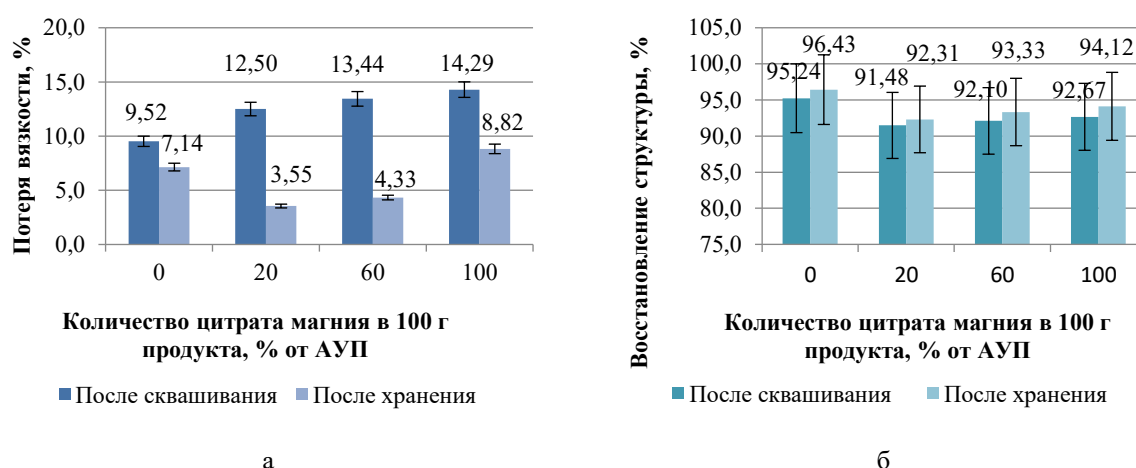 Потеря вязкости, %
20,0
15,0
10,0
5,0
0,0
9,52
7,14
12,50
3,55
13,44
4,33
14,29
8,82
0 20 60 100
Количество цитрата магния в 100 г
продукта, % от АУП
После сквашивания После хранения
а
Восстановление структуры, %
105,0
100,0
95,0
90,0
85,0
80,0
75,0
95,24
96,43
91,48
92,31
92,10
93,33
92,67
94,12
0 20 60 100
Количество цитрата магния в 100 г
продукта, % от АУП
После сквашивания После хранения
б